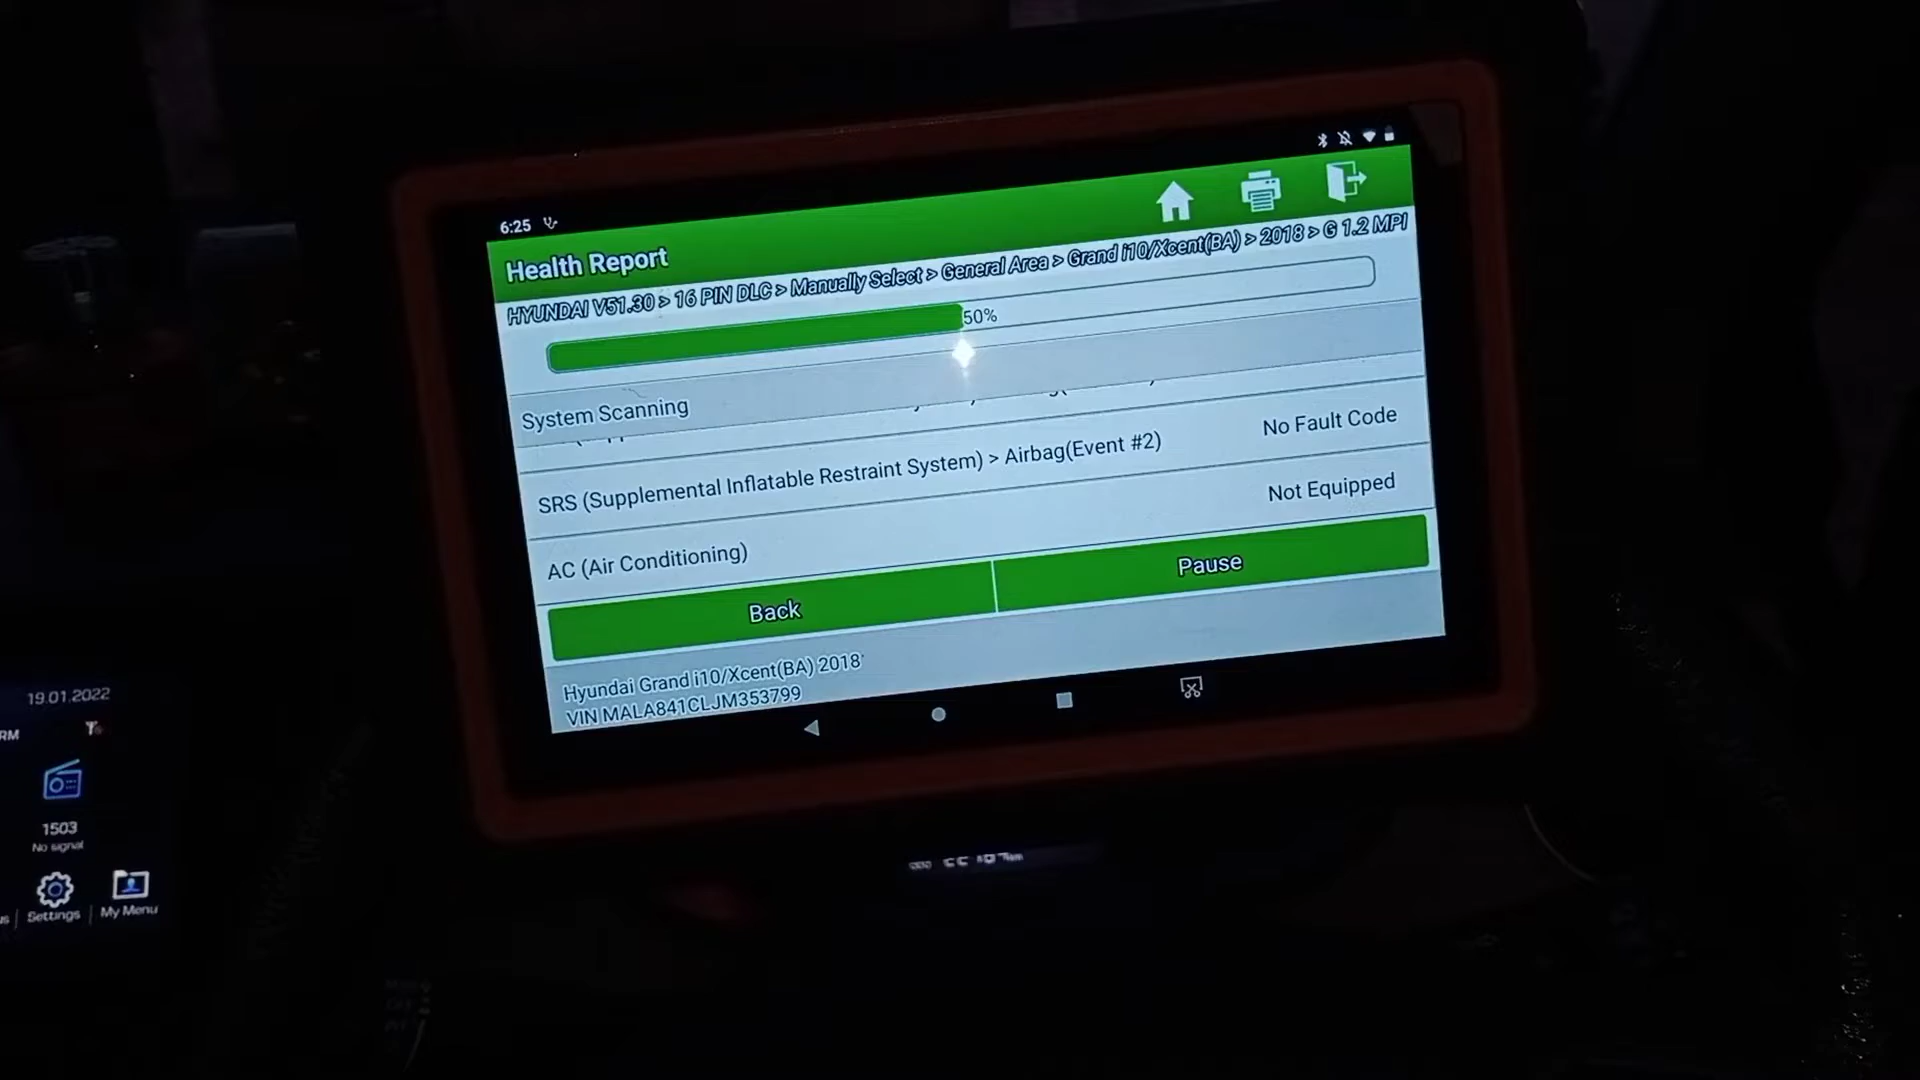 6:25
Health Report
HYUNDAI V51.30 > 16 PIN DLC > Manually Select > General Area > Grand i10/Xcent(BA) > 2018 > G 1.2 MPI
50%
System Scanning
SRS (Supplemental Inflatable Restraint System) > Airbag(Event #2) No Fault Code
AC (Air Conditioning) Not Equipped
Back Pause
Hyundai Grand i10/Xcent(BA) 2018
VIN MALA841CLJM353799
19.01.2022
1503
No signal
Settings
My Menu